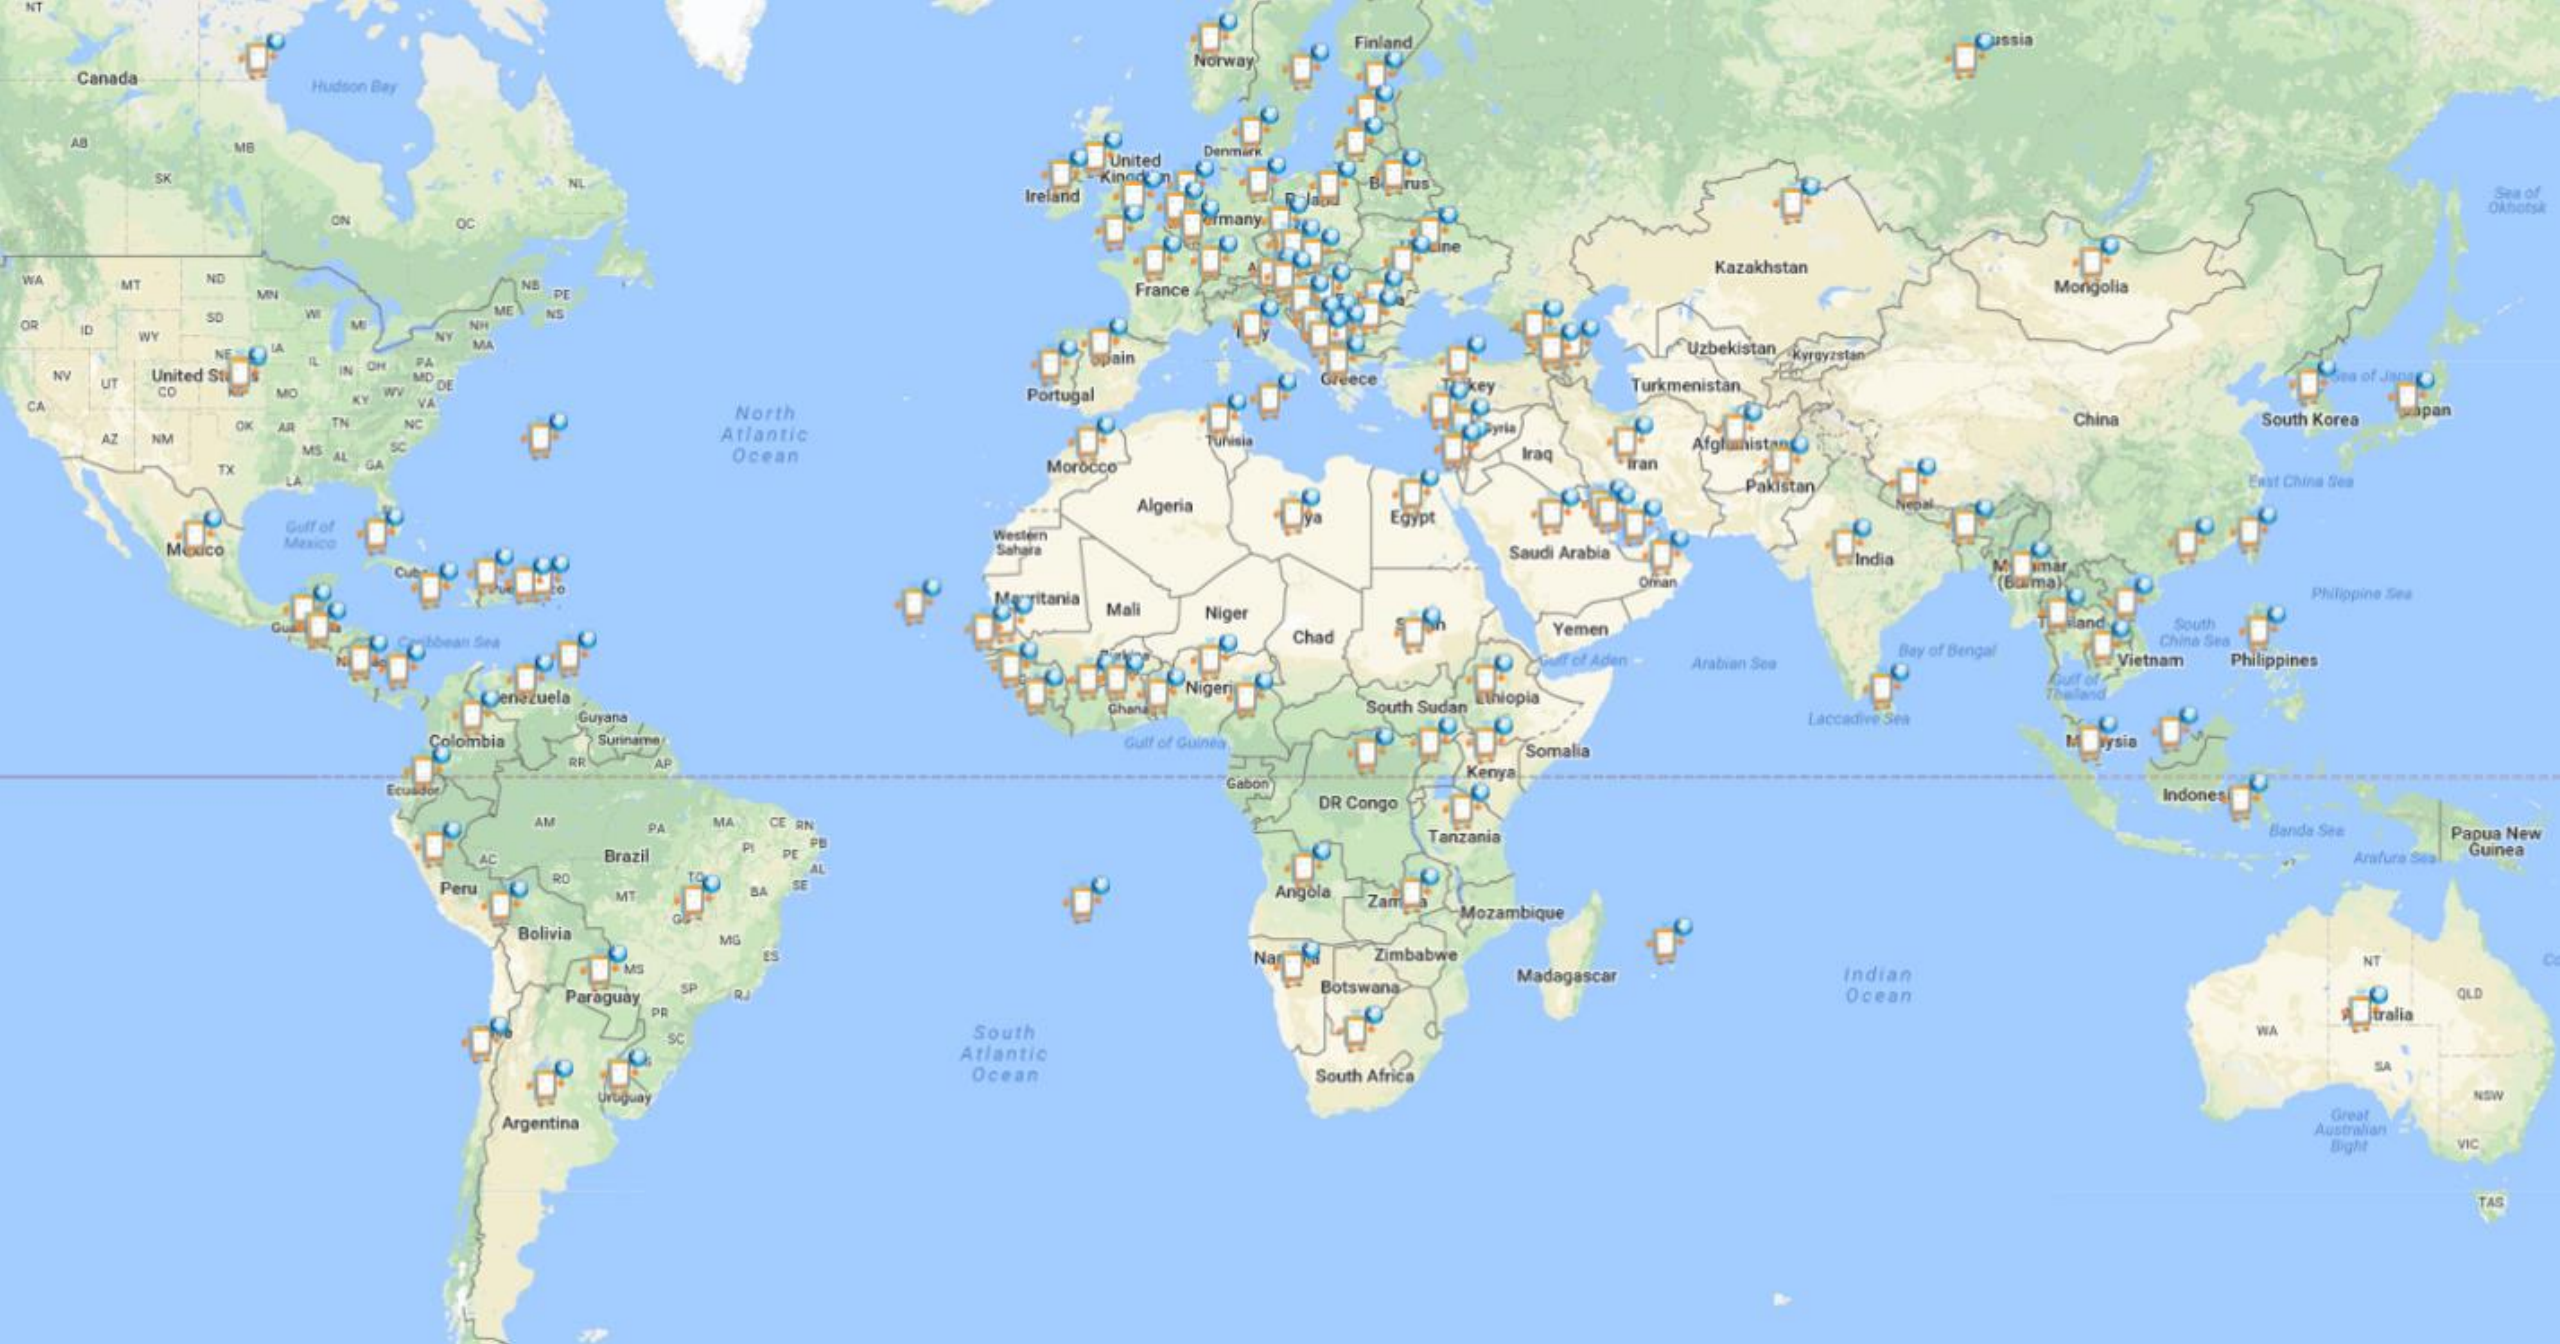 NT
Finland
Norway
Canada
Hudson Bay
AB
MB
SK
NL
ON
QC
Denmark
United
Ireland
Sea of
Okhotsk
WA
MT
ND
MN
NB
PE
NS
ME
OR
ID
SD
WI
MI
NH
NY
MA
WY
NE
IA
IL
IN
OH
PA
MD
DE
NV
UT
CO
MO
KY
WV
VA
CA
AZ
NM
OK
AR
TN
NC
MS
AL
SC
GA
TX
LA
France
Portugal
Greece
Kazakhstan
Mongolia
Uzbekistan
Kyrgyzstan
Turkmenistan
China
South Korea
North
Atlantic
Ocean
Tunisia
Morocco
Syria
Iraq
Iran
Pakistan
Nepal
East China Sea
Algeria
Egypt
Gulf of
Mexico
Western
Sahara
Saudi Arabia
India
Oman
Philippine Sea
Mali
Niger
Chad
Yemen
Caribbean Sea
South
China Sea
Bay of Bengal
Gulf of Aden
Arabian Sea
Vietnam
Philippines
Gulf of
Thailand
Ghana
South Sudan
Guyana
Laccadive Sea
Colombia
Suriname
Gulf of Guinea
Somalia
RR
AP
Kenya
Gabon
Ecuador
DR Congo
AM
PA
MA
CE
RN
Tanzania
Banda Sea
Papua New
Guinea
PB
PI
PE
AC
Brazil
AL
Arafura Sea
Peru
RO
MT
TO
BA
SE
Angola
Mozambique
Bolivia
MG
ES
Zimbabwe
NT
MS
Madagascar
Indian
Ocean
Botswana
Paraguay
SP
RJ
QLD
PR
WA
South
Atlantic
Ocean
SC
SA
South Africa
Uruguay
NSW
Argentina
Great
Australian
Bight
VIC
TAS